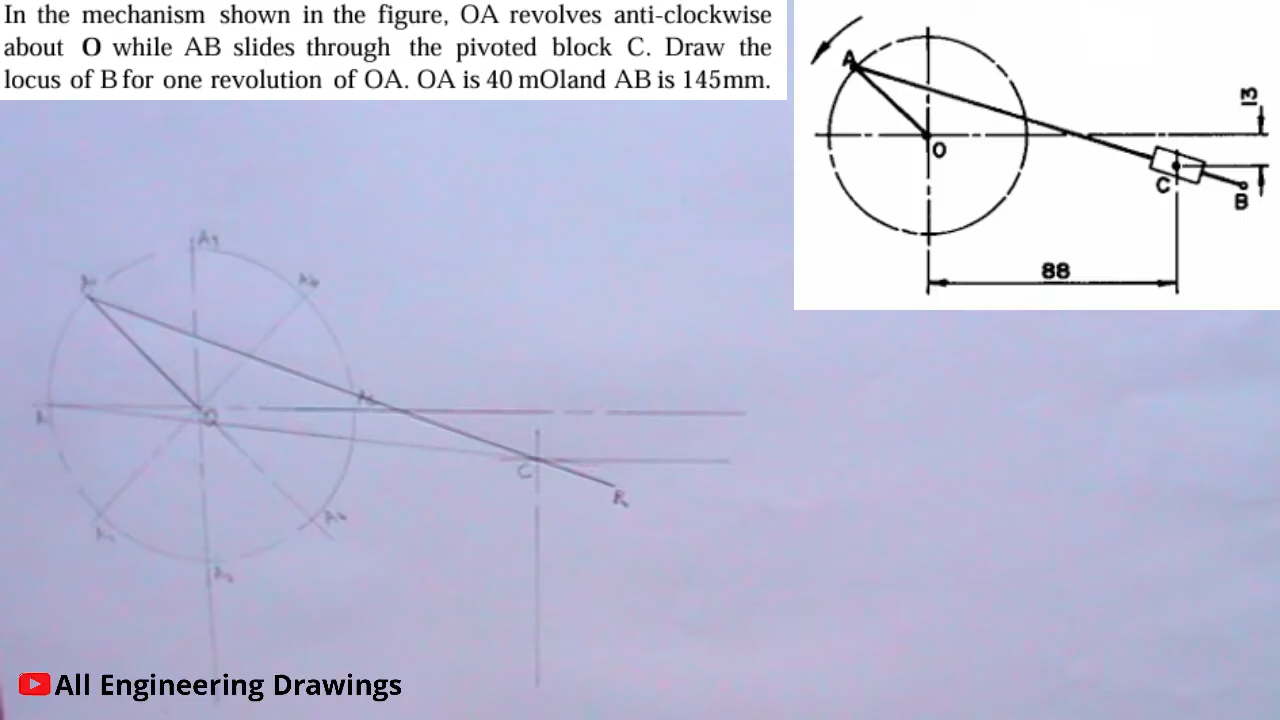 In the mechanism shown in the figure, OA revolves anti-clockwise
about O while AB slides through the pivoted block C. Draw the
locus of B for one revolution of OA. OA is 40 mOland AB is 145mm.
A
O
13
C
B
88
O
C
All Engineering Drawings